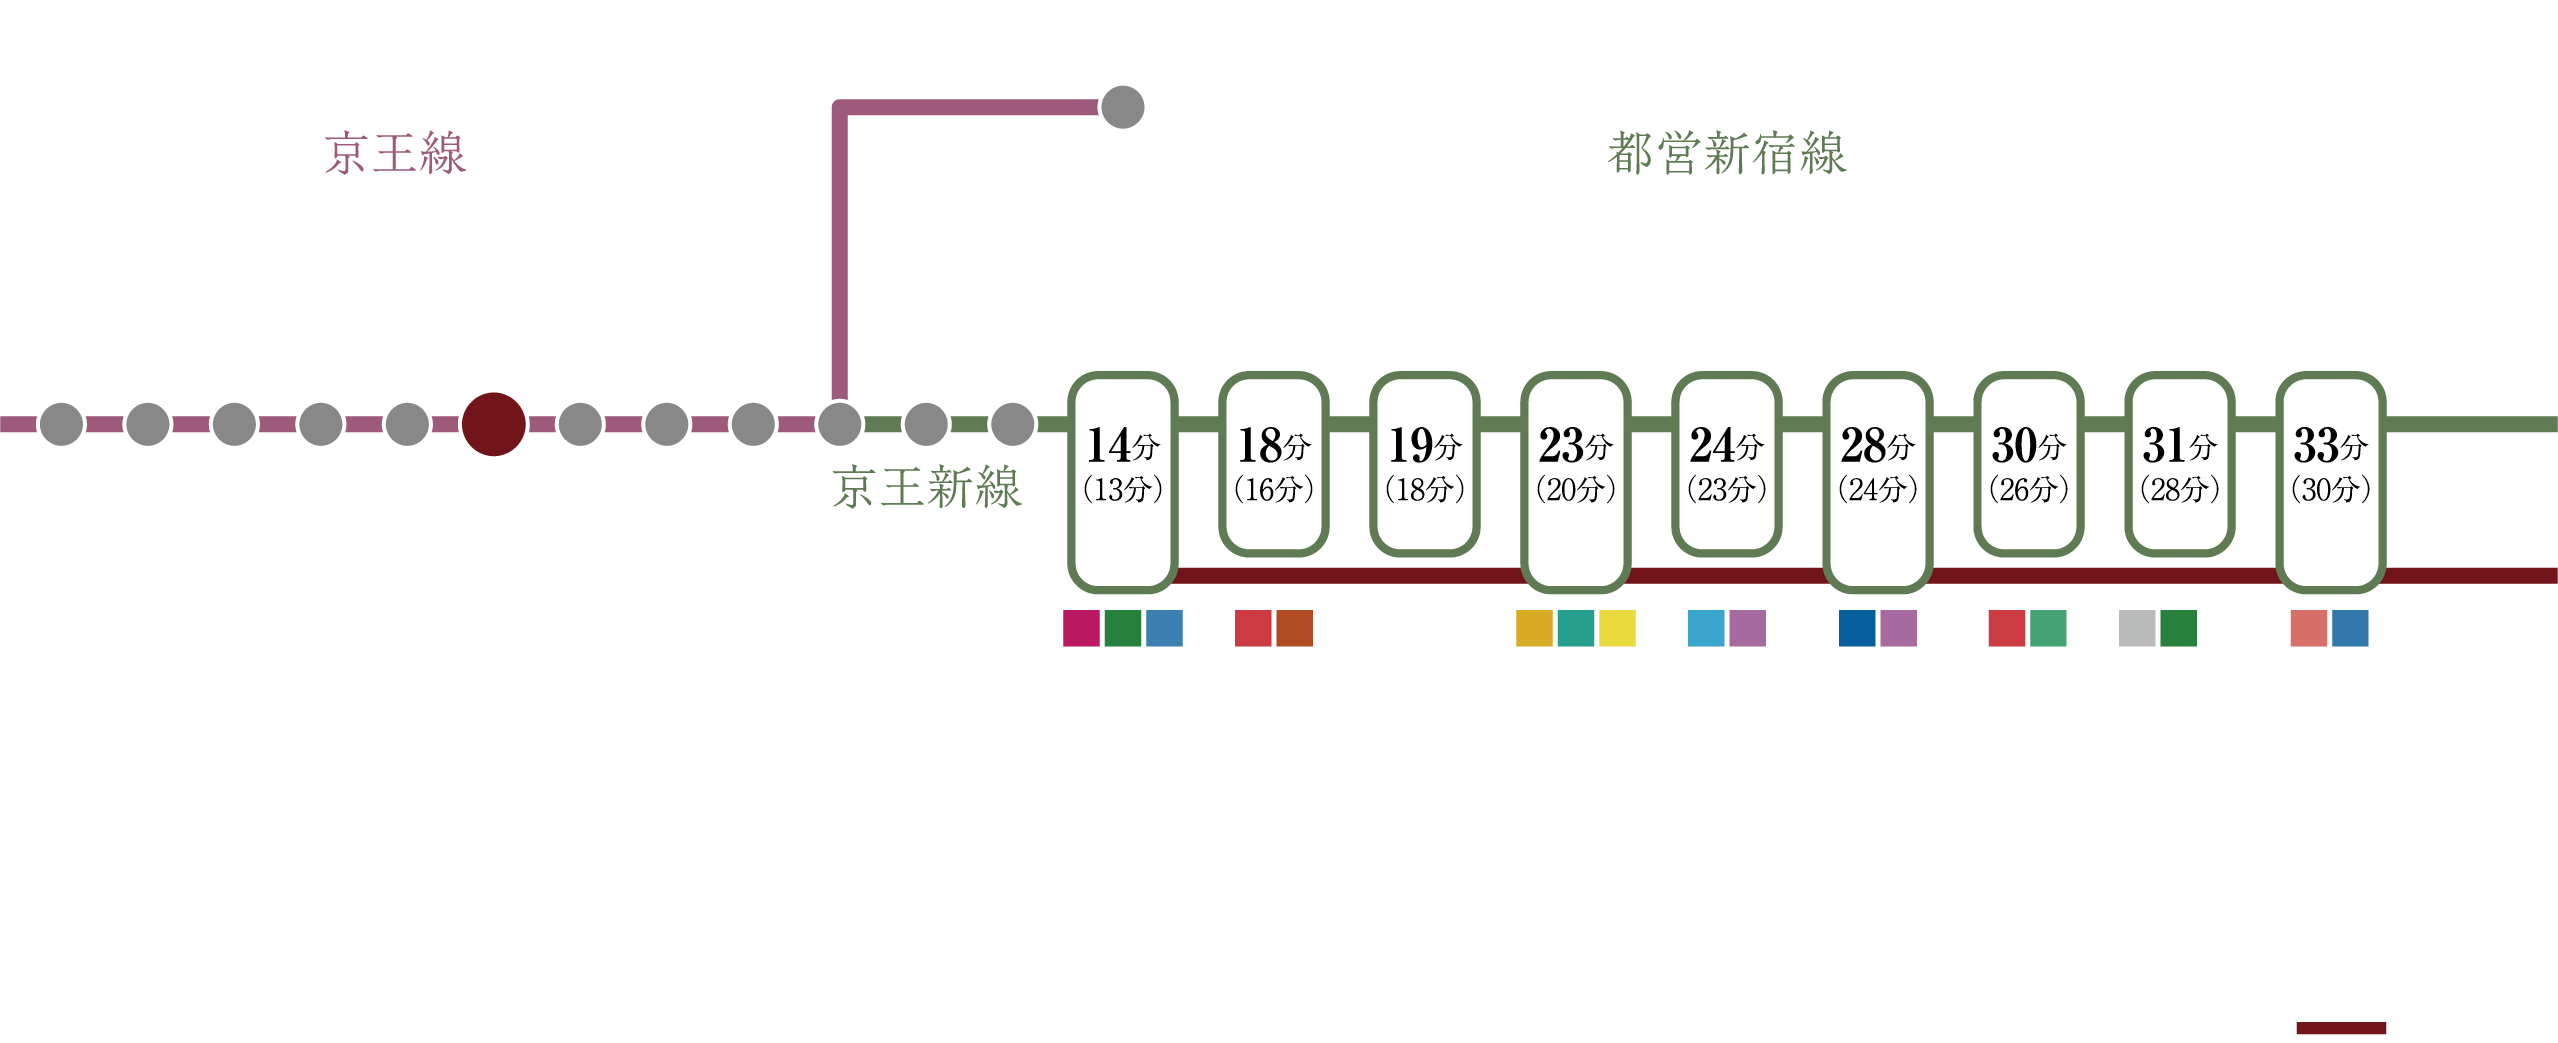 京王線
都営新宿線
京王新線
14分
(13分)
18分
(16分)
19分
(18分)
23分
(20分)
24分
(23分)
28分
(24分)
30分
(26分)
31分
(28分)
33分
(30分)